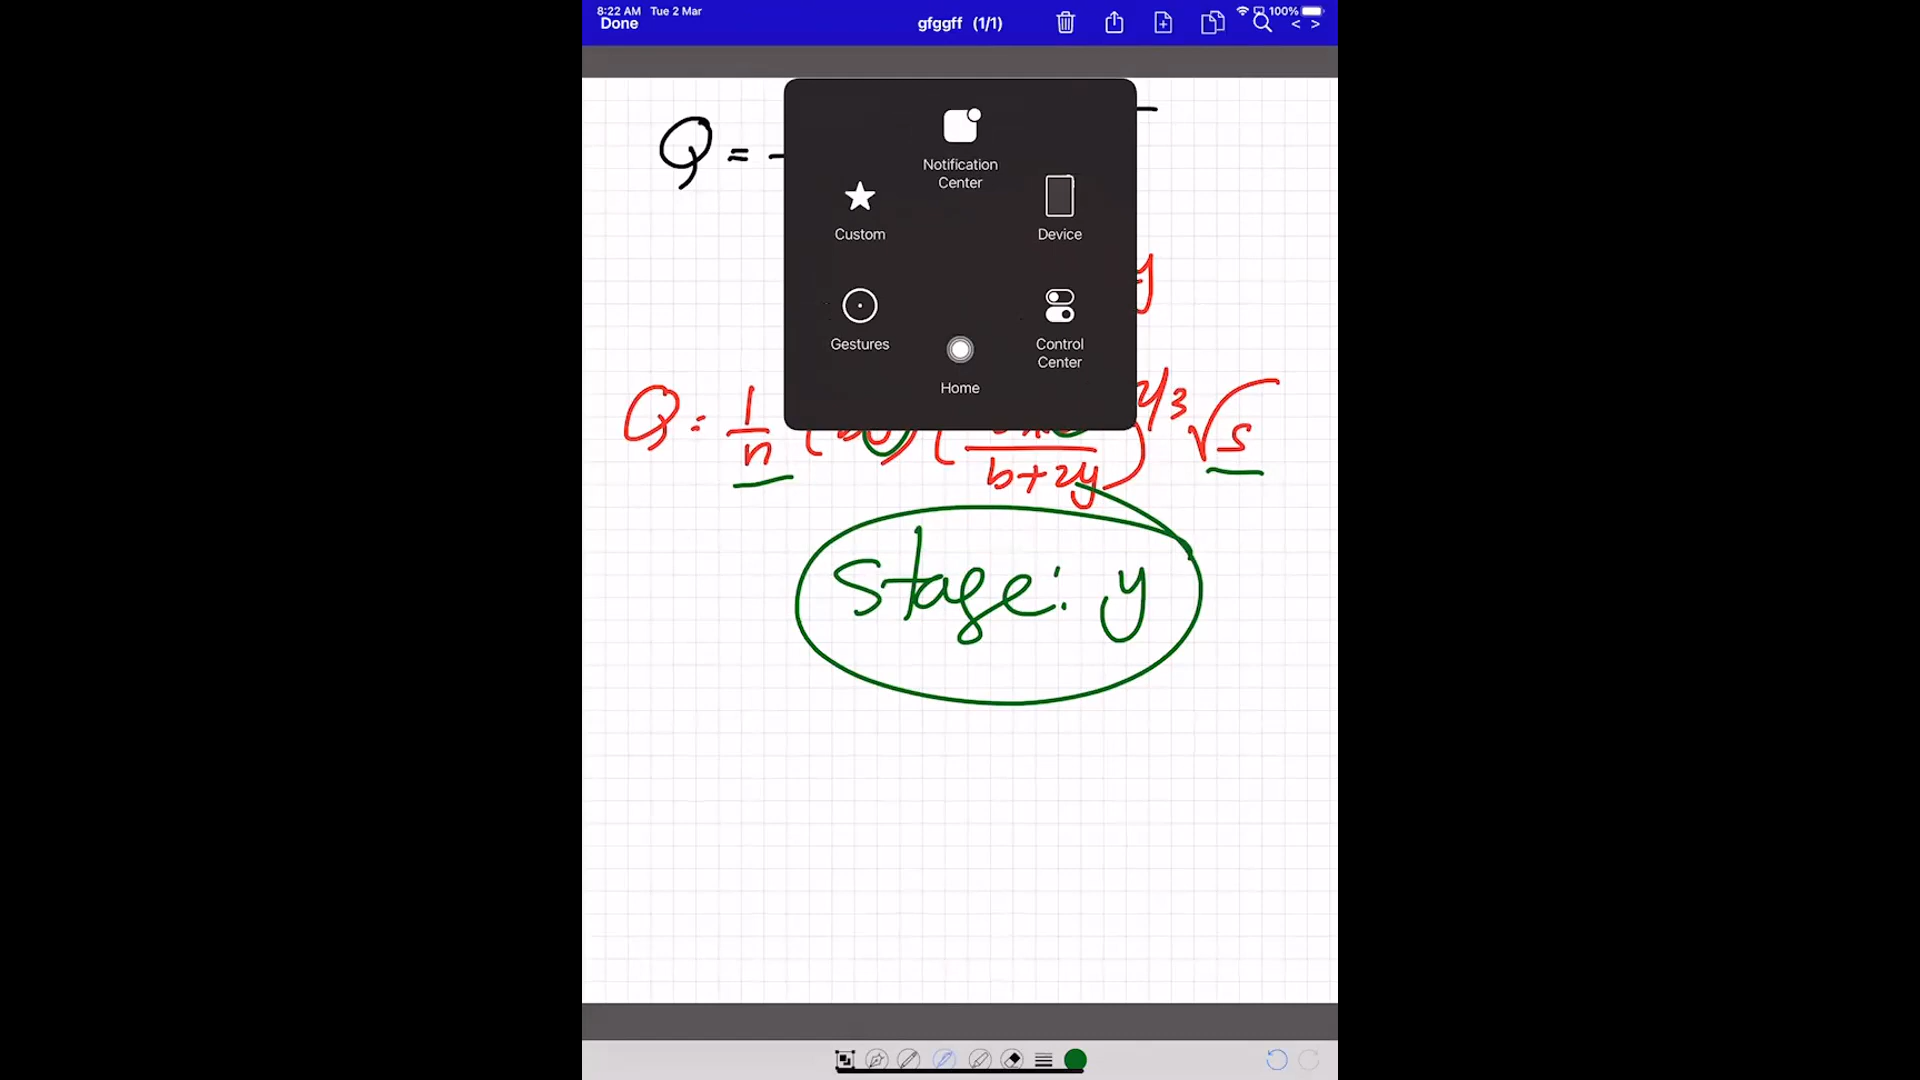 8:22 AM Tue 2 Mar 100%
Done gfggff (1/1) < >
Q = -
Notification
Center
Custom
Device
y
Gestures
Control
Center
Home
Q = 1/n ( ) ( /b+2y)^2/3 √s
stage: y